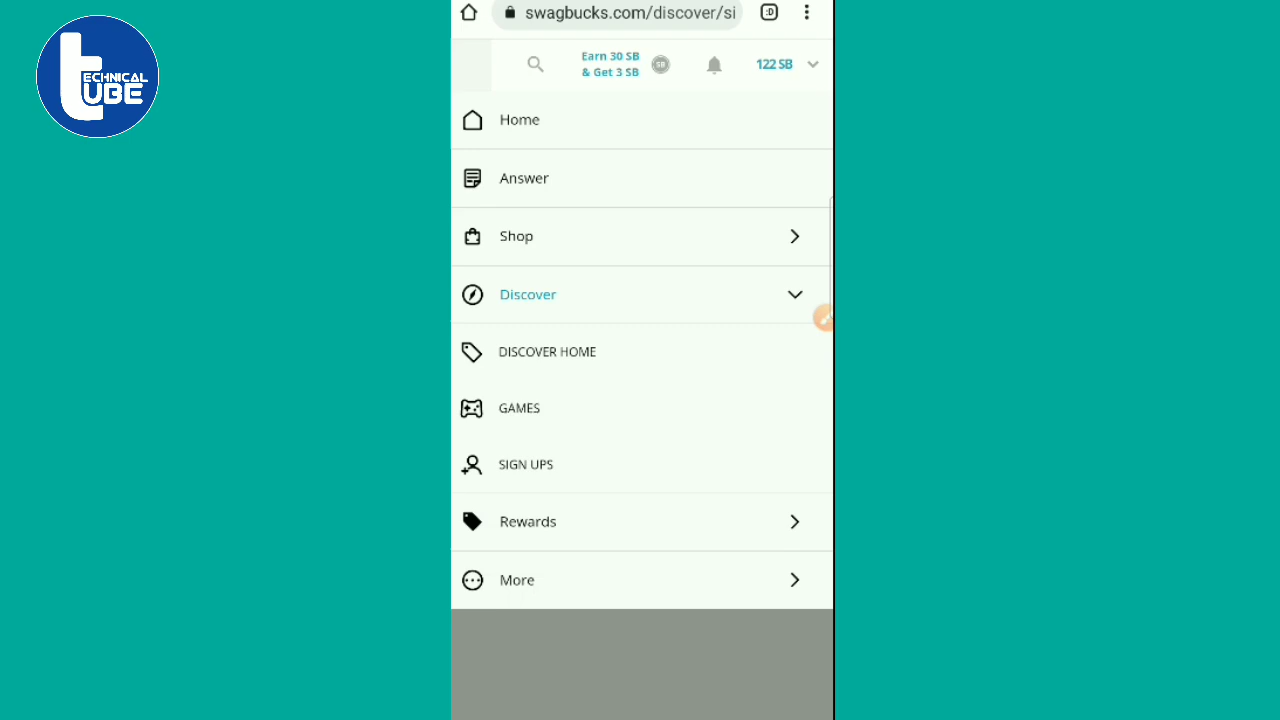 tECHNICAL
tUBE
swagbucks.com/discover/si
:D
Earn 30 SB
& Get 3 SB
SB
122 SB
Home
Answer
Shop
Discover
DISCOVER HOME
GAMES
SIGN UPS
Rewards
More